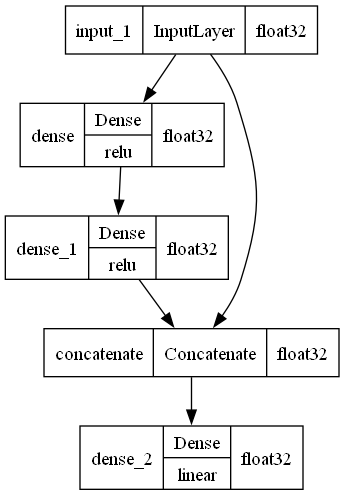 input_1 InputLayer float32
dense Dense relu float32
dense_1 Dense relu float32
concatenate Concatenate float32
dense_2 Dense linear float32